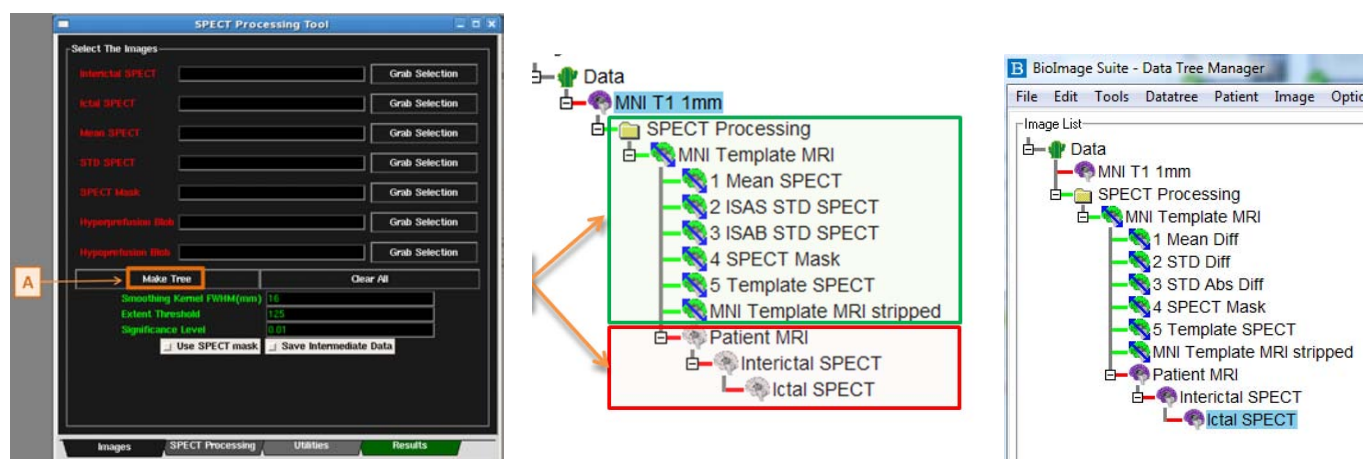 SPECT Processing Tool
Select The Images
Interictal SPECT
Grab Selection
Ictal SPECT
Grab Selection
Mean SPECT
Grab Selection
STD SPECT
Grab Selection
SPECT Mask
Grab Selection
Hyperprefusion Blob
Grab Selection
Hypoprefusion Blob
Grab Selection
A
Make Tree
Clear All
Smoothing Kernel FWHM(mm) 16
Extent Threshold 125
Significance Level 0.01
Use SPECT mask
Save Intermediate Data
Images
SPECT Processing
Utilities
Results
Data
MNI T1 1mm
SPECT Processing
MNI Template MRI
1 Mean SPECT
2 ISAS STD SPECT
3 ISAB STD SPECT
4 SPECT Mask
5 Template SPECT
MNI Template MRI stripped
Patient MRI
Interictal SPECT
Ictal SPECT
B BioImage Suite - Data Tree Manager
File Edit Tools Datatree Patient Image Optio
Image List
Data
MNI T1 1mm
SPECT Processing
MNI Template MRI
1 Mean Diff
2 STD Diff
3 STD Abs Diff
4 SPECT Mask
5 Template SPECT
MNI Template MRI stripped
Patient MRI
Interictal SPECT
Ictal SPECT